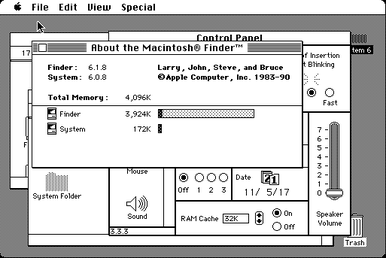 File Edit View Special
Control Panel
About the Macintosh® Finder™
Finder: 6.1.8
System: 6.0.8
Larry, John, Steve, and Bruce
©Apple Computer, Inc. 1983-90
Total Memory: 4,096K
Finder 3,924K
System 172K
of Insertion
t Blinking
Fast
tem 6
17
7
6
5
4
3
2
1
0
Speaker
Volume
Mouse
Off 1 2 3
Date
11/ 5/17
System Folder
Sound
RAM Cache 32K
On
Off
3.3.3
Trash